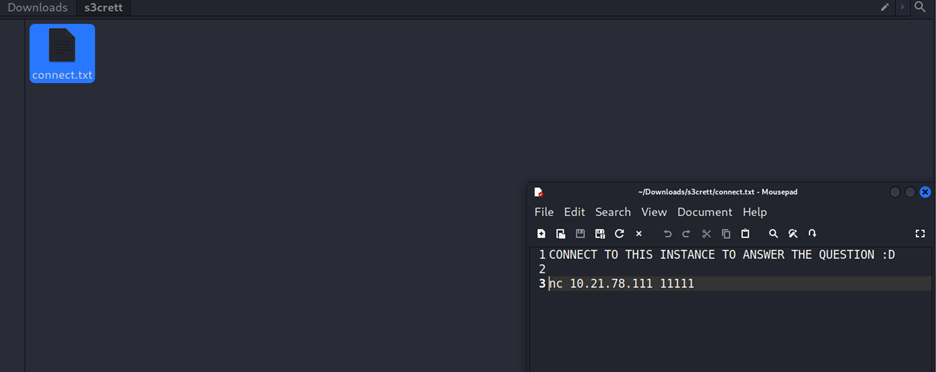 Downloads s3crett
connect.txt
~/Downloads/s3crett/connect.txt - Mousepad
File Edit Search View Document Help
1 CONNECT TO THIS INSTANCE TO ANSWER THE QUESTION :D
2
3 nc 10.21.78.111 11111